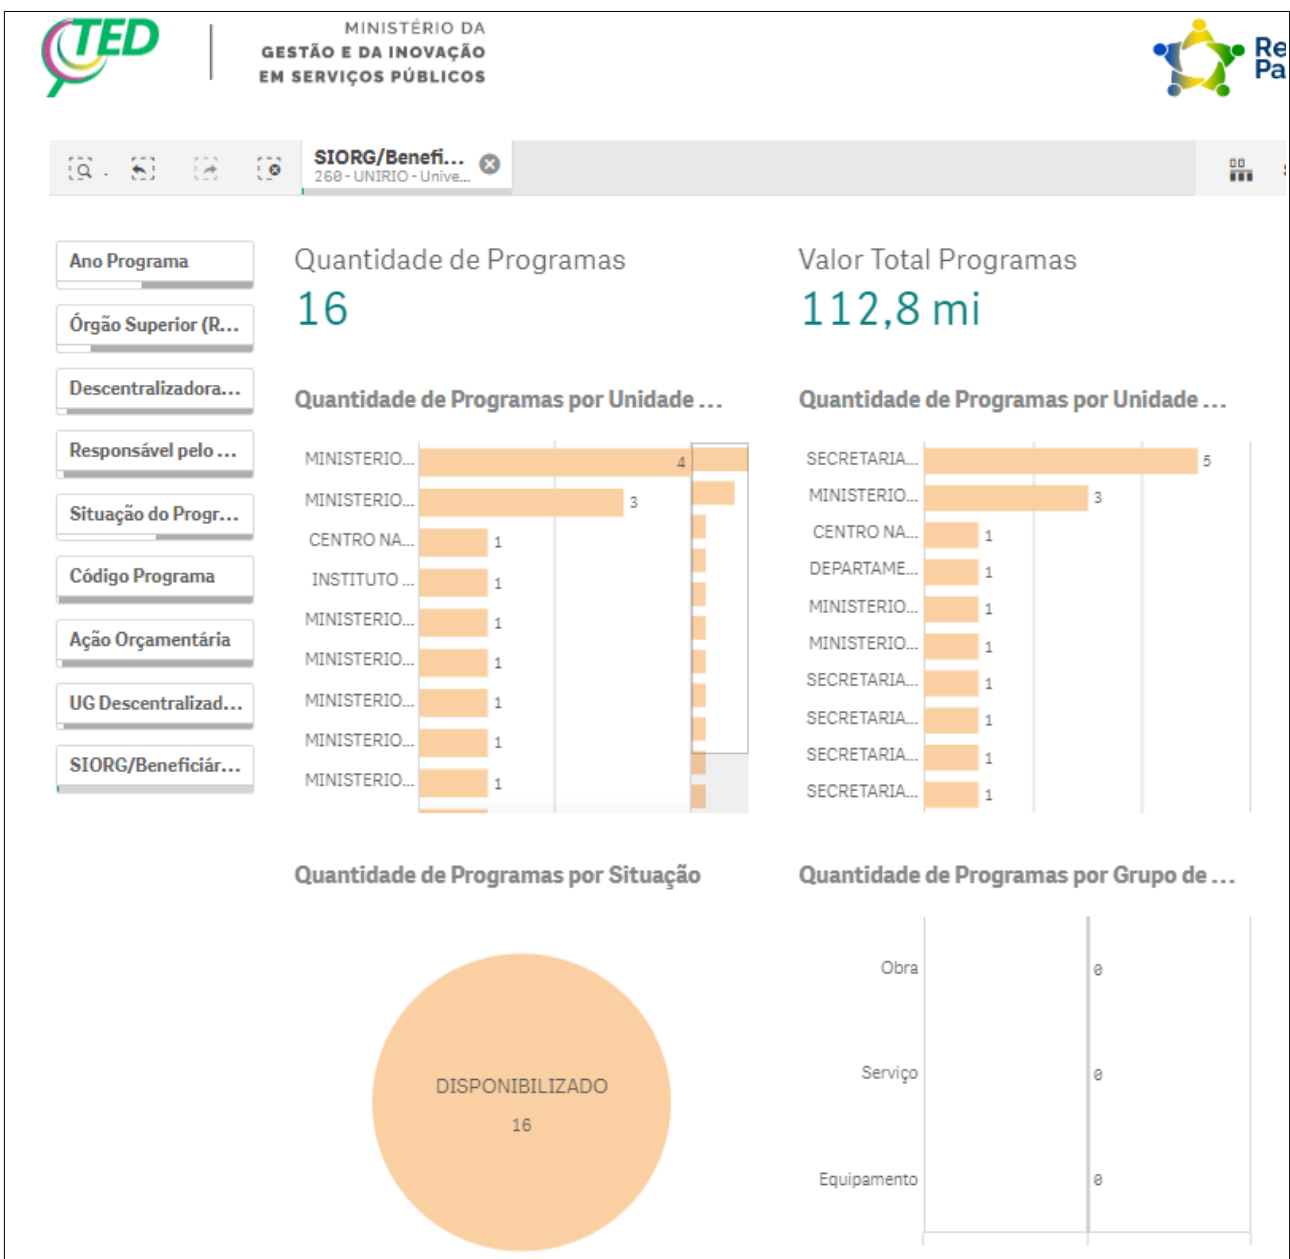 TED
MINISTÉRIO DA
GESTÃO E DA INOVAÇÃO
EM SERVIÇOS PÚBLICOS
Re
Pa
SIORG/Benefi...
260-UNIRIO-Unive...
Ano Programa
Órgão Superior (R...
Descentralizadora...
Responsável pelo ...
Situação do Progr...
Código Programa
Ação Orçamentária
UG Descentralizad...
SIORG/Beneficiár...
Quantidade de Programas
16
Valor Total Programas
112,8 mi
Quantidade de Programas por Unidade ...
MINISTERIO... 4
MINISTERIO... 3
CENTRO NA... 1
INSTITUTO ... 1
MINISTERIO... 1
MINISTERIO... 1
MINISTERIO... 1
MINISTERIO... 1
MINISTERIO... 1
Quantidade de Programas por Unidade ...
SECRETARIA... 5
MINISTERIO... 3
CENTRO NA... 1
DEPARTAME... 1
MINISTERIO... 1
MINISTERIO... 1
SECRETARIA... 1
SECRETARIA... 1
SECRETARIA... 1
SECRETARIA... 1
Quantidade de Programas por Situação
DISPONIBILIZADO
16
Quantidade de Programas por Grupo de ...
Obra 0
Serviço 0
Equipamento 0